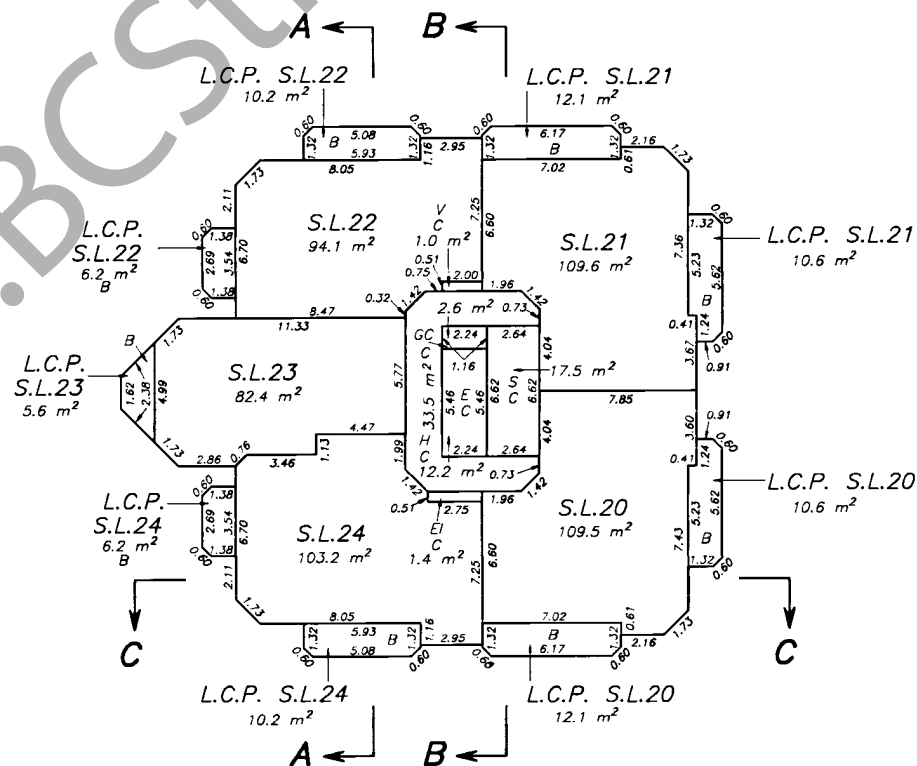 .BCStr
A B
L.C.P. S.L.22
10.2 m²
L.C.P. S.L.21
12.1 m²
0.60 5.08 0.60
1.32 B 1.32
5.93
8.05
1.16
2.95
0.60 6.17 0.60
1.32 B 1.32
7.02
0.61
2.16
1.73
1.73
2.11
S.L.22
94.1 m²
7.25
6.60
S.L.21
109.6 m²
7.36
5.23
5.62
1.32
0.60
B
1.24
0.60
0.41
3.67
0.91
L.C.P. S.L.21
10.6 m²
L.C.P.
S.L.22
6.2 m²
B
0.60
1.38
2.69
3.54
6.70
1.38
0.60
V
C
1.0 m²
0.51
0.75
2.00
1.96
1.42
0.73
0.32
1.42
8.47
11.33
1.73
B
L.C.P.
S.L.23
5.6 m²
1.62
2.38
4.99
1.73
S.L.23
82.4 m²
5.77
2.6 m²
GC
C
2.24
1.16
2.64
4.04
33.5 m²
H
C
5.46
E
C
5.46
6.62
S
C
6.62
17.5 m²
7.85
2.24
2.64
4.04
12.2 m²
0.73
4.47
1.13
3.46
0.76
2.86
1.99
1.42
0.51
2.75
1.96
1.42
El
C
1.4 m²
L.C.P.
S.L.24
6.2 m²
B
0.60
1.38
2.69
3.54
6.70
1.38
0.60
2.11
S.L.24
103.2 m²
7.25
6.60
S.L.20
109.5 m²
3.60
0.91
0.41
1.24
0.60
5.23
5.62
7.43
B
1.32
0.60
L.C.P. S.L.20
10.6 m²
C C
1.73
8.05
5.93
1.32 B 1.32
0.60 5.08 0.60
1.16
2.95
7.02
0.61
1.32 B 1.32
0.60 6.17 0.60
2.16
1.73
L.C.P. S.L.24
10.2 m²
L.C.P. S.L.20
12.1 m²
A B